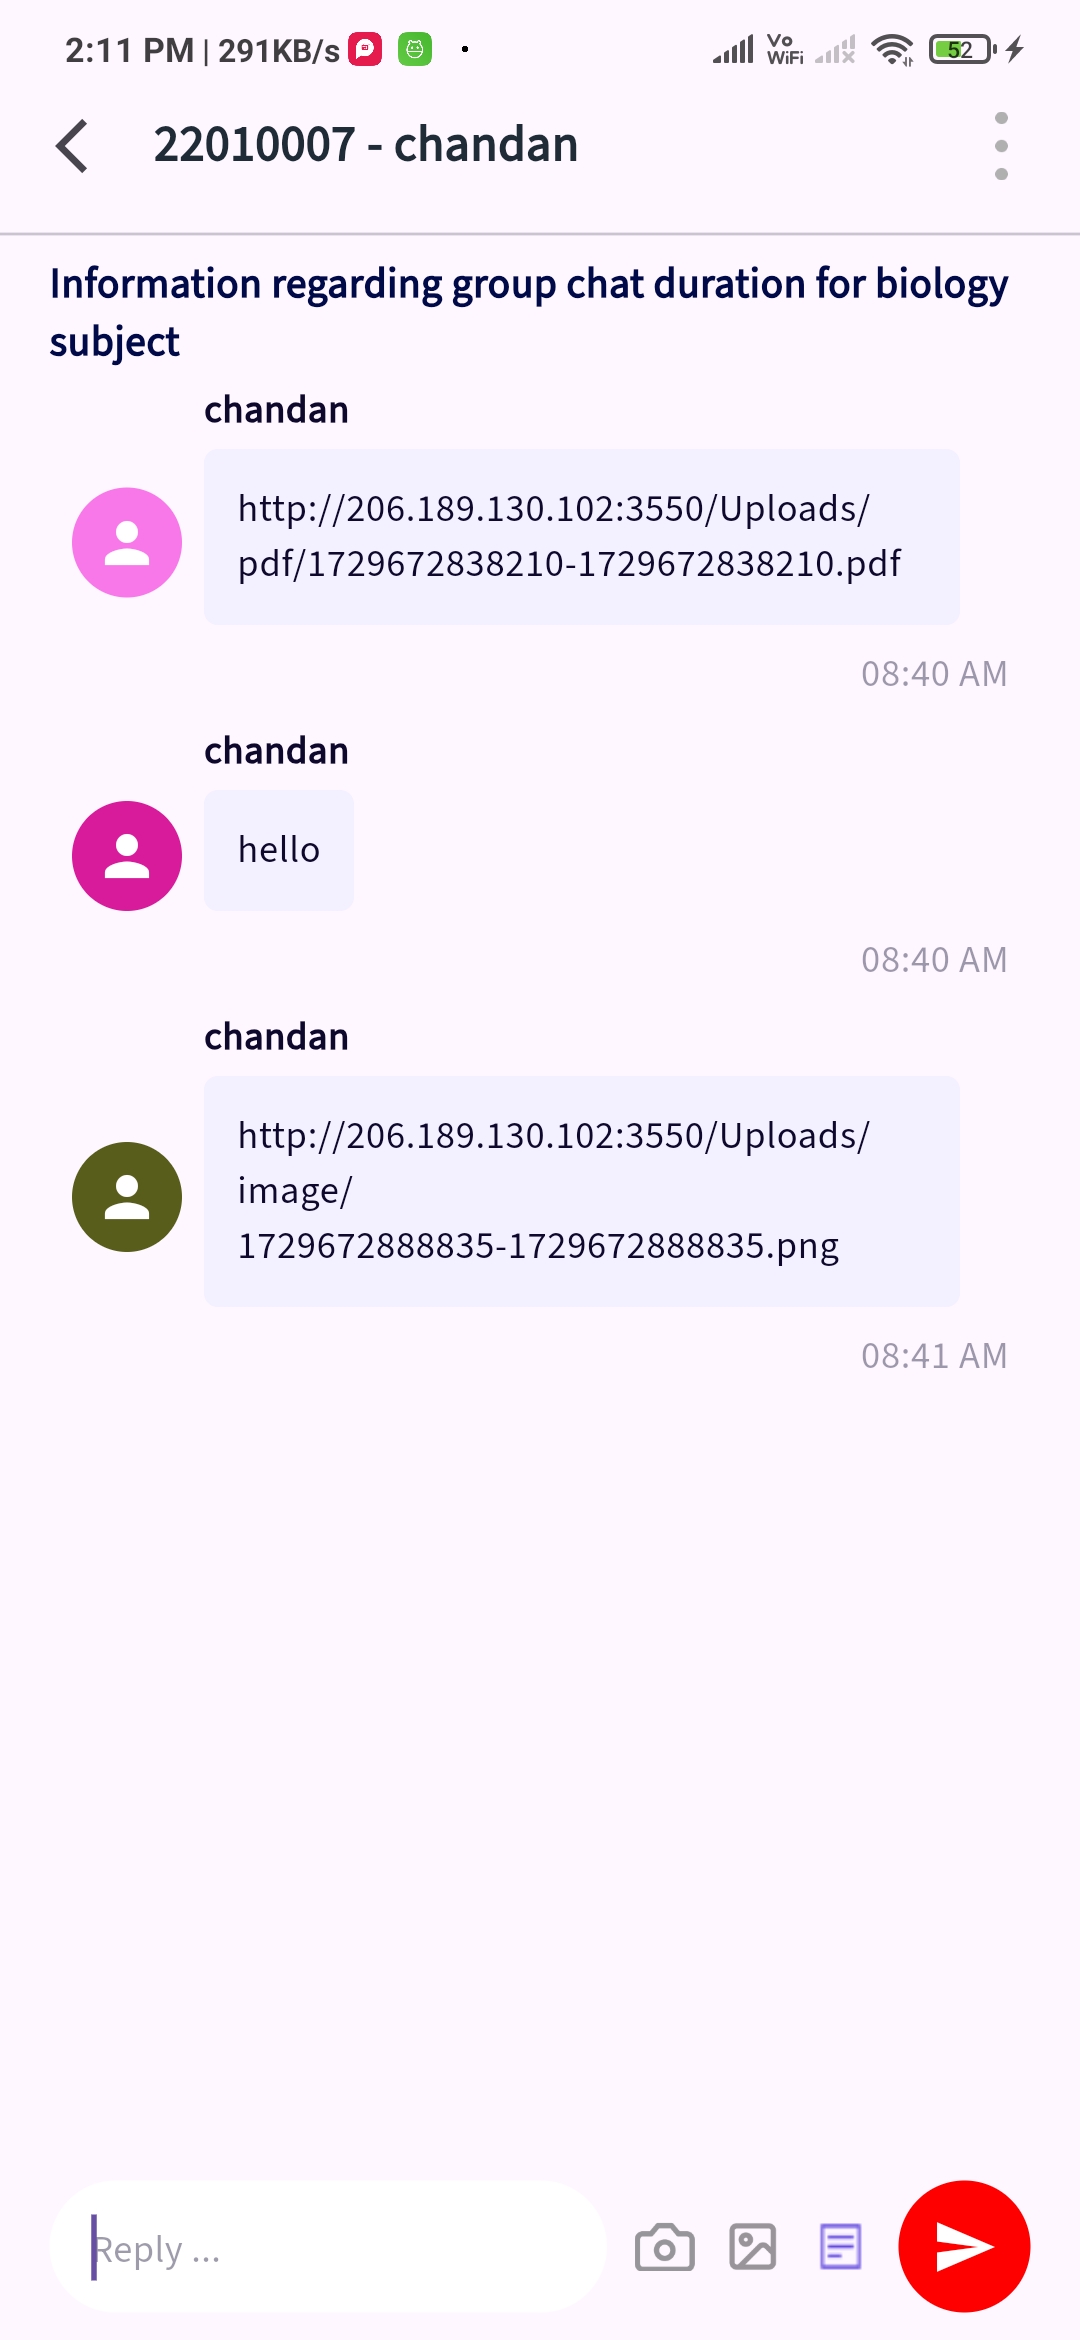 2:11 PM | 291KB/s
Vo
WiFi
52
22010007 - chandan
Information regarding group chat duration for biology
subject
chandan
http://206.189.130.102:3550/Uploads/
pdf/1729672838210-1729672838210.pdf
08:40 AM
chandan
hello
08:40 AM
chandan
http://206.189.130.102:3550/Uploads/
image/
1729672888835-1729672888835.png
08:41 AM
Reply ...